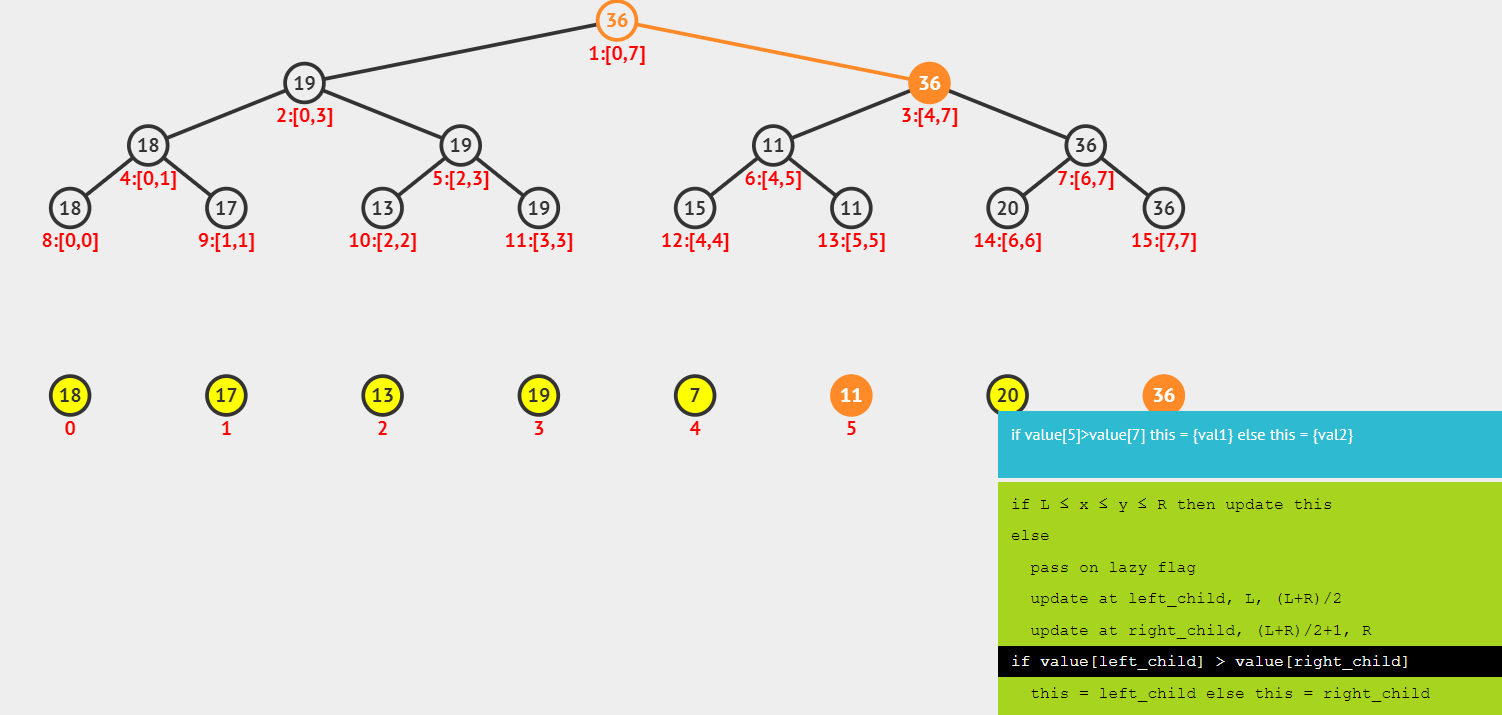 36
1:[0,7]
19 36
2:[0,3] 3:[4,7]
18 19 11 36
4:[0,1] 5:[2,3] 6:[4,5] 7:[6,7]
18 17 13 19 15 11 20 36
8:[0,0] 9:[1,1] 10:[2,2] 11:[3,3] 12:[4,4] 13:[5,5] 14:[6,6] 15:[7,7]
18 17 13 19 7 11 20 36
0 1 2 3 4 5
if value[5]>value[7] this = {val1} else this = {val2}
if L ≤ x ≤ y ≤ R then update this
else
pass on lazy flag
update at left_child, L, (L+R)/2
update at right_child, (L+R)/2+1, R
if value[left_child] > value[right_child]
this = left_child else this = right_child